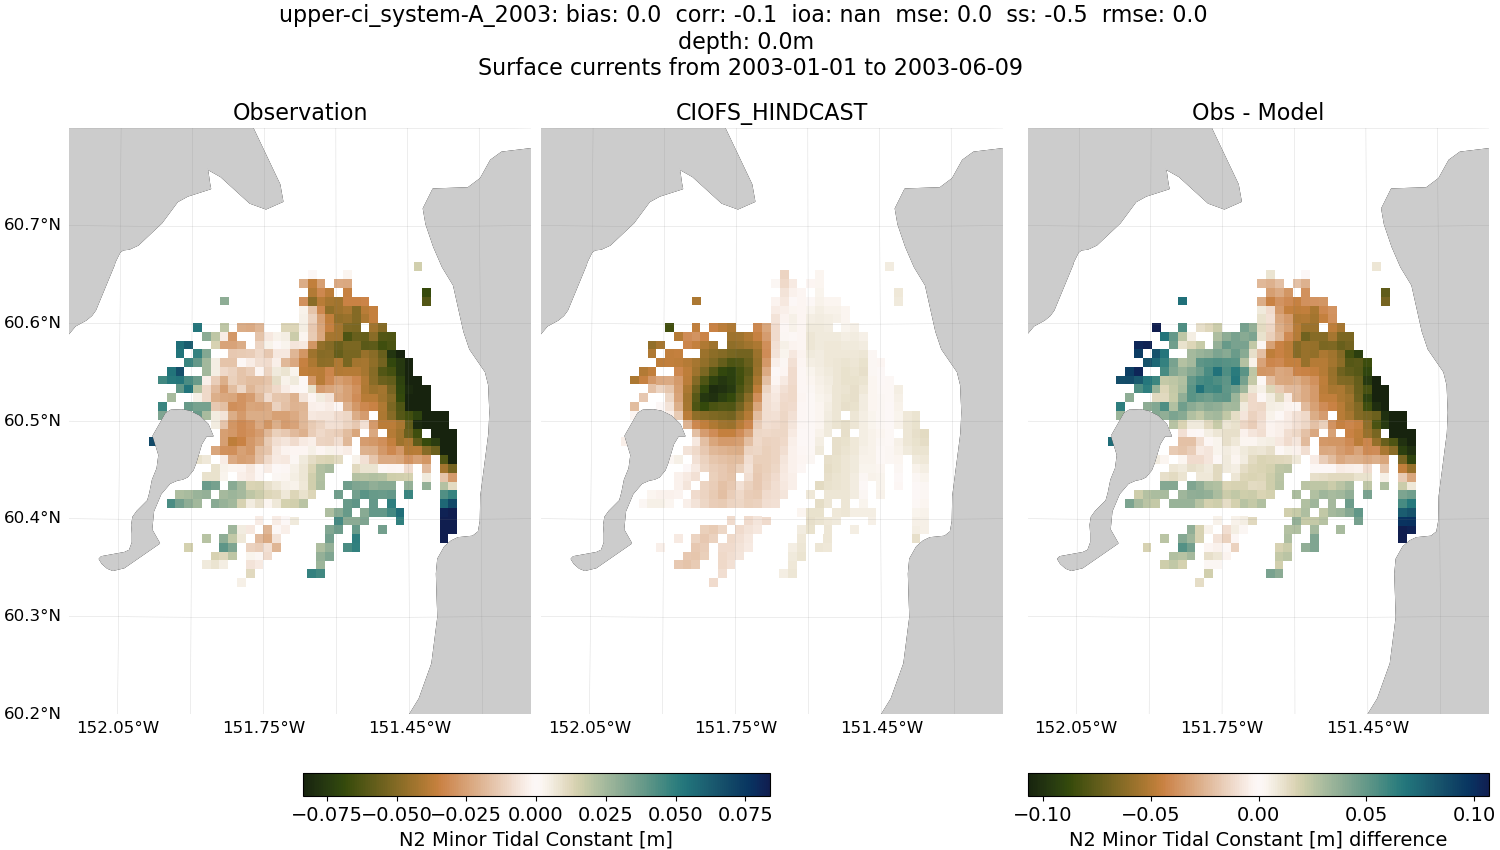 upper-ci_system-A_2003: bias: 0.0  corr: -0.1  ioa: nan  mse: 0.0  ss: -0.5  rmse: 0.0
depth: 0.0m
Surface currents from 2003-01-01 to 2003-06-09
Observation
CIOFS_HINDCAST
Obs - Model
60.7°N
60.6°N
60.5°N
60.4°N
60.3°N
60.2°N
152.05°W 151.75°W 151.45°W
152.05°W 151.75°W 151.45°W
152.05°W 151.75°W 151.45°W
−0.075 −0.050 −0.025 0.000 0.025 0.050 0.075
N2 Minor Tidal Constant [m]
−0.10 −0.05 0.00 0.05 0.10
N2 Minor Tidal Constant [m] difference